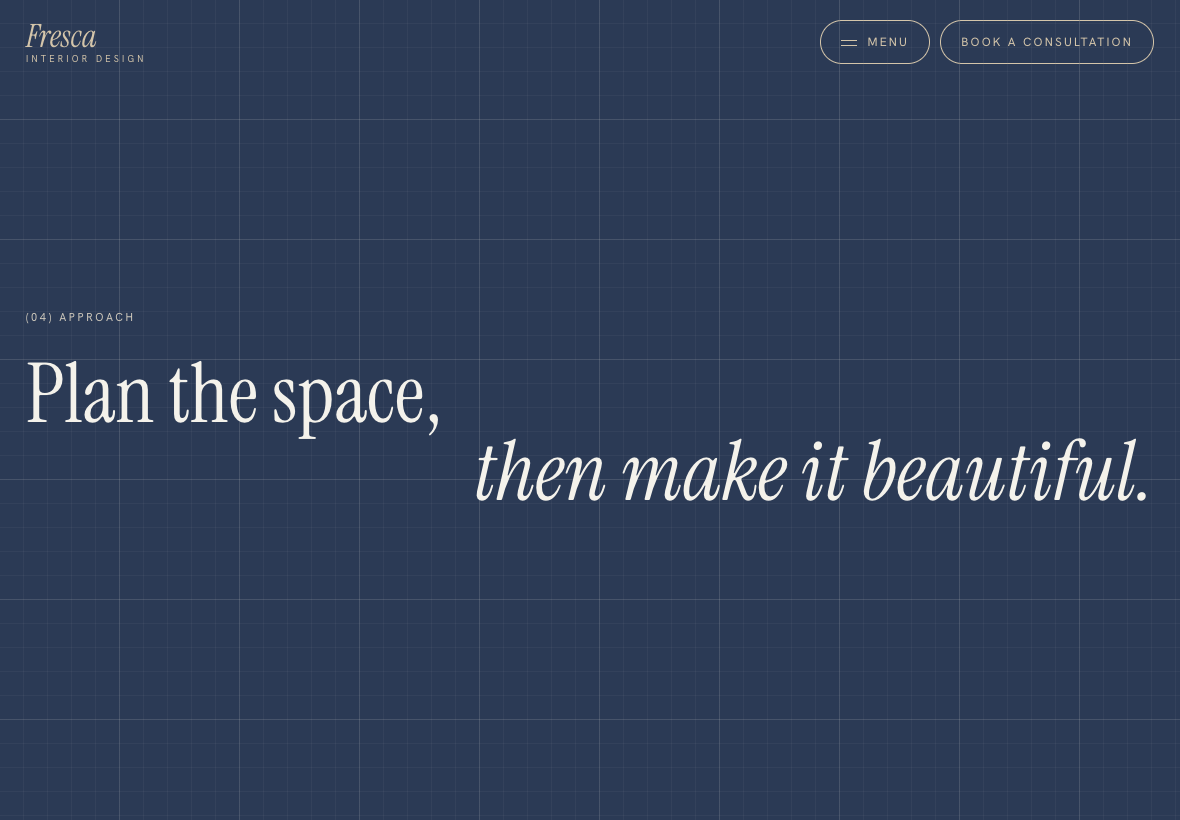 Fresca
INTERIOR DESIGN
MENU
BOOK A CONSULTATION
(04) APPROACH
Plan the space,
then make it beautiful.